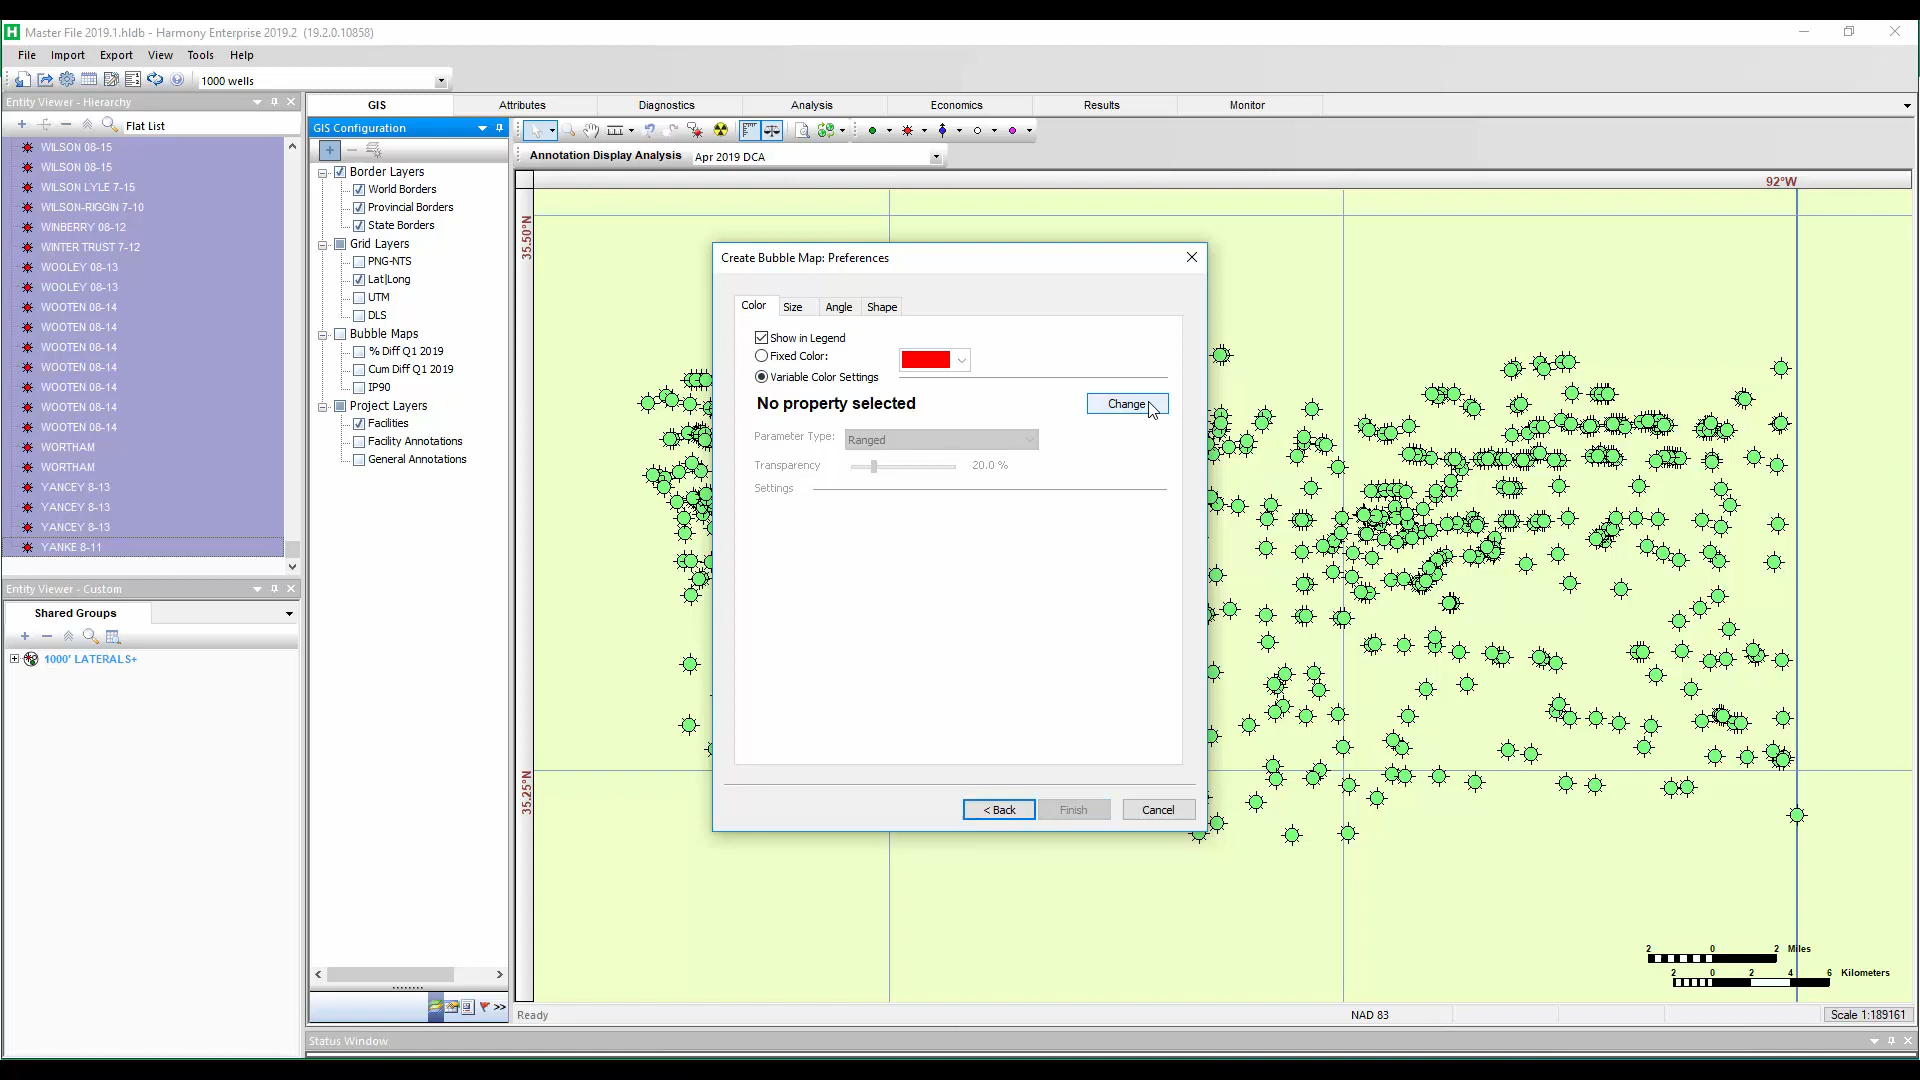 Master File 2019.1.hldb - Harmony Enterprise 2019.2 (19.2.0.10858)
File Import Export View Tools Help
1000 wells
Entity Viewer - Hierarchy
Flat List
WILSON 08-15
WILSON 08-15
WILSON LYLE 7-15
WILSON-RIGGIN 7-10
WINBERRY 08-12
WINTER TRUST 7-12
WOOLEY 08-13
WOOLEY 08-13
WOOTEN 08-14
WOOTEN 08-14
WOOTEN 08-14
WOOTEN 08-14
WOOTEN 08-14
WOOTEN 08-14
WOOTEN 08-14
WORTHAM
WORTHAM
YANCEY 8-13
YANCEY 8-13
YANCEY 8-13
YANKE 8-11
Entity Viewer - Custom
Shared Groups
1000' LATERALS+
GIS Attributes Diagnostics Analysis Economics Results Monitor
GIS Configuration
Border Layers
World Borders
Provincial Borders
State Borders
Grid Layers
PNG-NTS
Lat|Long
UTM
DLS
Bubble Maps
% Diff Q1 2019
Cum Diff Q1 2019
IP90
Project Layers
Facilities
Facility Annotations
General Annotations
>>
Annotation Display Analysis Apr 2019 DCA
92°W
35.50°N
35.25°N
Create Bubble Map: Preferences
Color Size Angle Shape
Show in Legend
Fixed Color:
Variable Color Settings
No property selected
Change
Parameter Type: Ranged
Transparency 20.0 %
Settings
< Back Finish Cancel
2 0 2 Miles
2 0 2 4 6 Kilometers
Ready NAD 83 Scale 1:189161
Status Window